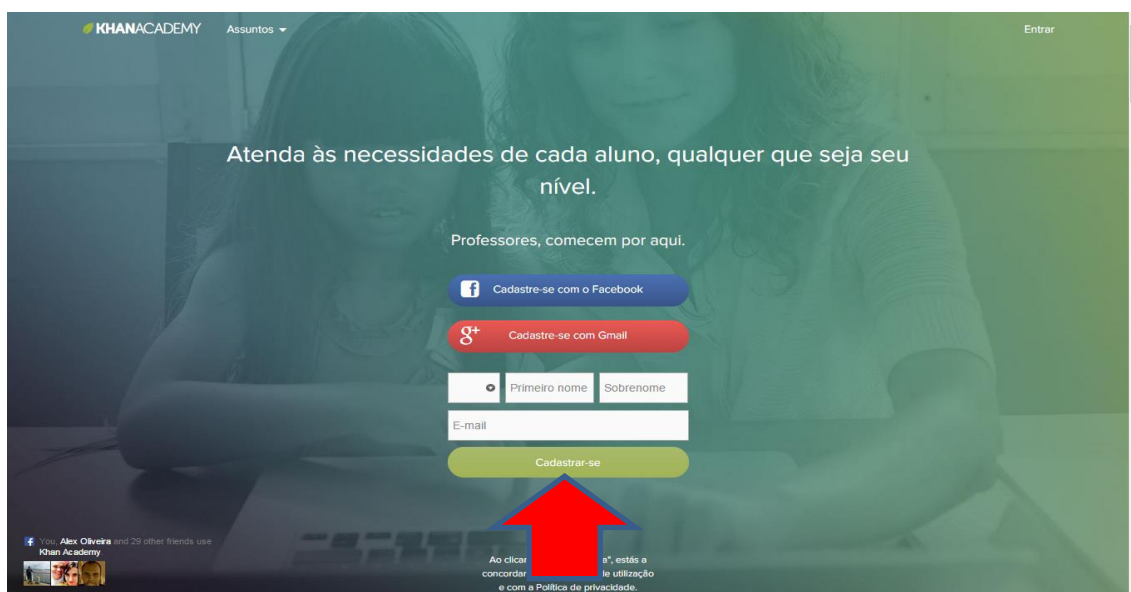 KHANACADEMY Assuntos Entrar
Atenda às necessidades de cada aluno, qualquer que seja seu
nível.
Professores, comecem por aqui.
f Cadastre-se com o Facebook
g+ Cadastre-se com Gmail
Primeiro nome Sobrenome
E-mail
Cadastrar-se
f You, Alex Oliveira and 29 other friends use
Khan Academy
Ao clicar estás a
concordar utilização
e com a Política de privacidade.